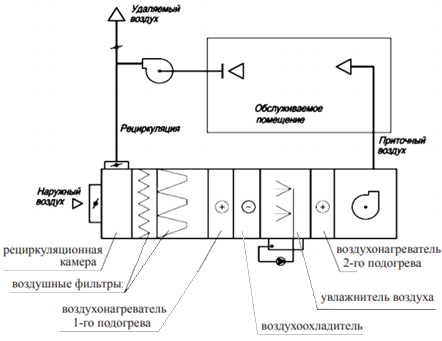 Удаляемый
воздух
Обслуживаемое
помещение
Приточный
воздух
Рециркуляция
Наружный
воздух
рециркуляционная
камера
воздушные фильтры:
воздухонагреватель
1-го подогрева
воздухоохладитель
увлажнитель воздуха
воздухонагреватель
2-го подогрева